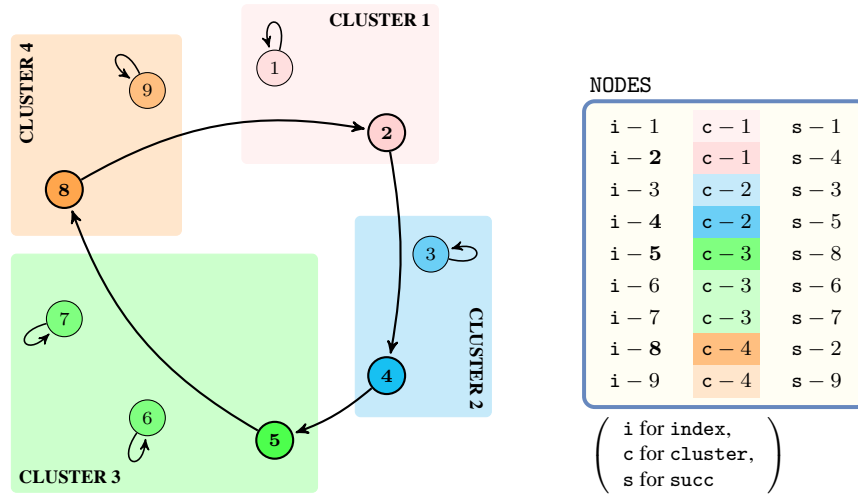 CLUSTER 1
CLUSTER 4
1
9
2
8
3
CLUSTER 2
7
4
6
5
CLUSTER 3
NODES
i − 1 c − 1 s − 1
i − 2 c − 1 s − 4
i − 3 c − 2 s − 3
i − 4 c − 2 s − 5
i − 5 c − 3 s − 8
i − 6 c − 3 s − 6
i − 7 c − 3 s − 7
i − 8 c − 4 s − 2
i − 9 c − 4 s − 9
( i for index,
c for cluster,
s for succ )